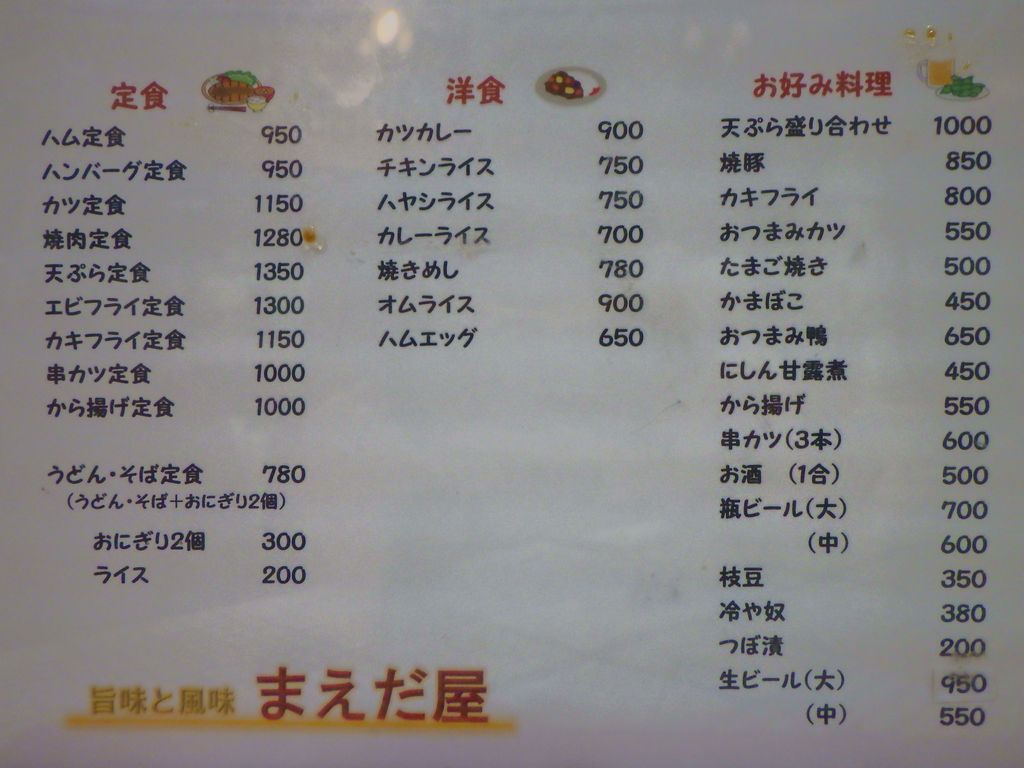 定食
ハム定食 950
ハンバーグ定食 950
カツ定食 1150
焼肉定食 1280
天ぷら定食 1350
エビフライ定食 1300
カキフライ定食 1150
串カツ定食 1000
から揚げ定食 1000
うどん・そば定食 780
（うどん・そば＋おにぎり2個）
おにぎり2個 300
ライス 200
洋食
カツカレー 900
チキンライス 750
ハヤシライス 750
カレーライス 700
焼きめし 780
オムライス 900
ハムエッグ 650
お好み料理
天ぷら盛り合わせ 1000
焼豚 850
カキフライ 800
おつまみカツ 550
たまご焼き 500
かまぼこ 450
おつまみ鴨 650
にしん甘露煮 450
から揚げ 550
串カツ（3本） 600
お酒 （1合） 500
瓶ビール（大） 700
（中） 600
枝豆 350
冷や奴 380
つぼ漬 200
生ビール（大） 950
（中） 550
旨味と風味 まえだ屋